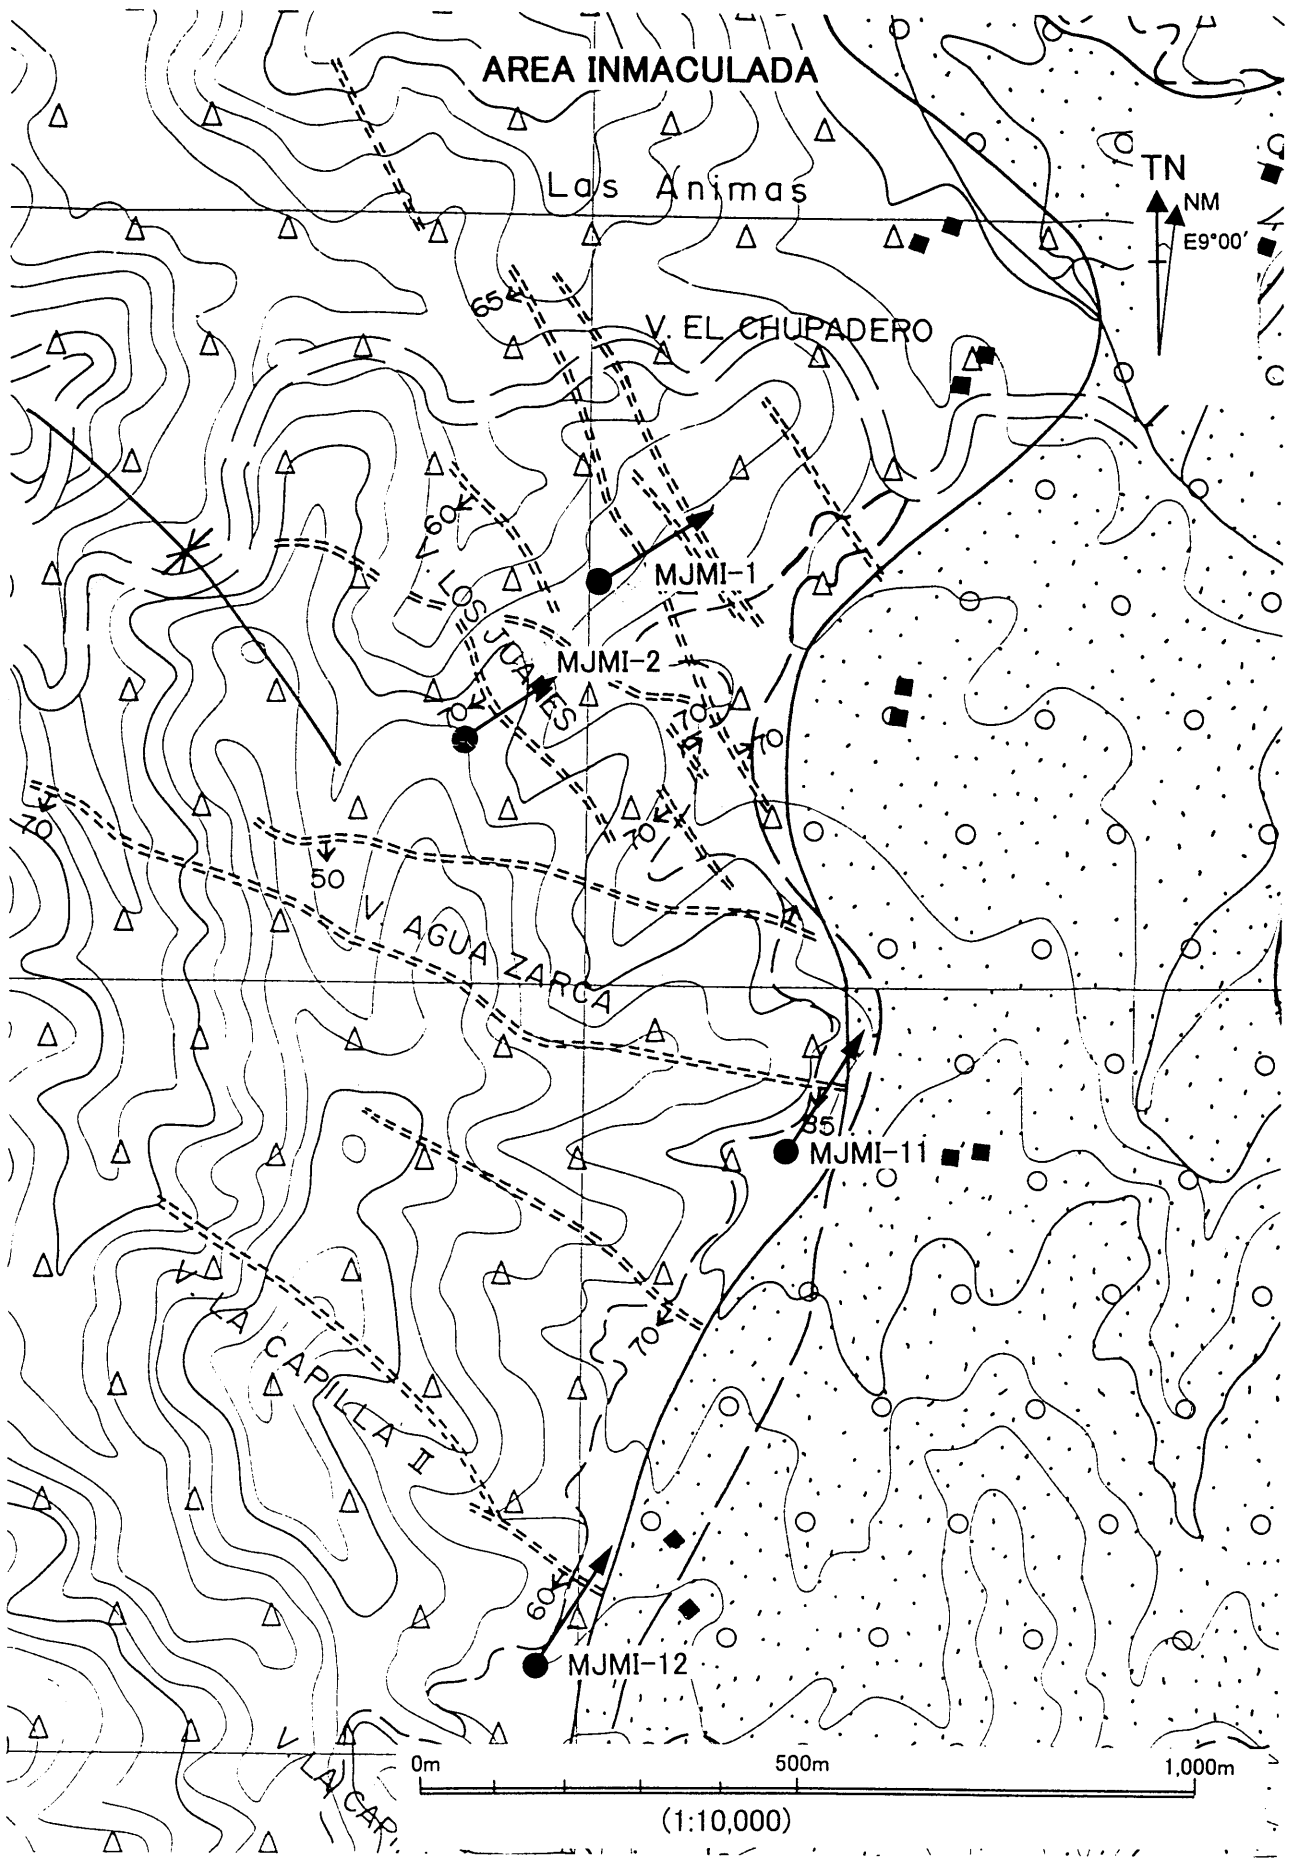 AREA INMACULADA
Las Animas
TN
NM
E9°00′
65
V. EL CHUPADERO
60
V LOS JUANES
MJMI-1
MJMI-2
70
70
70
70
70
50
V AGUA ZARCA
85
MJMI-11
70
V LA CAPILLA II
60
MJMI-12
V LA CAR
0m 500m 1,000m
(1:10,000)